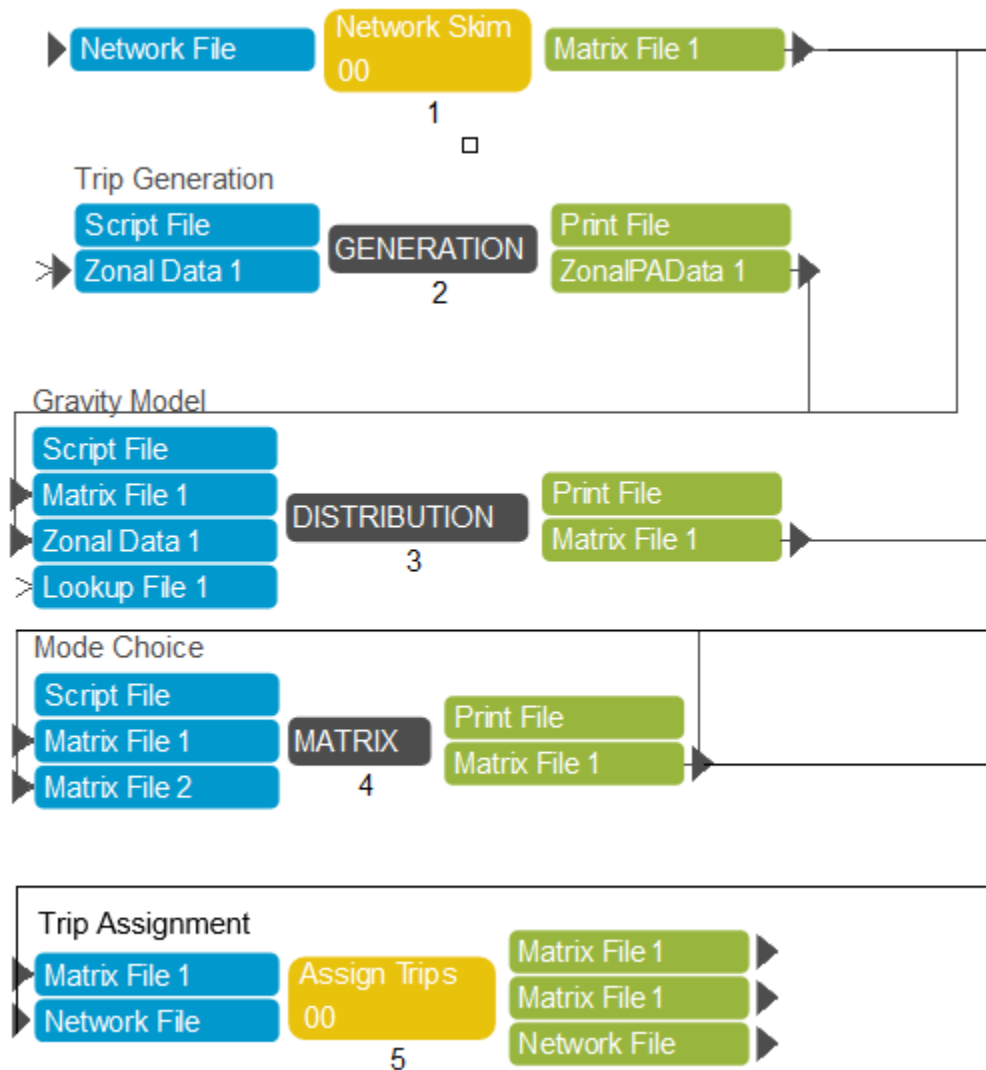 Network File
Network Skim
00
Matrix File 1
1
Trip Generation
Script File
Zonal Data 1
GENERATION
2
Print File
ZonalPAData 1
Gravity Model
Script File
Matrix File 1
Zonal Data 1
Lookup File 1
DISTRIBUTION
3
Print File
Matrix File 1
Mode Choice
Script File
Matrix File 1
Matrix File 2
MATRIX
4
Print File
Matrix File 1
Trip Assignment
Matrix File 1
Network File
Assign Trips
00
5
Matrix File 1
Matrix File 1
Network File